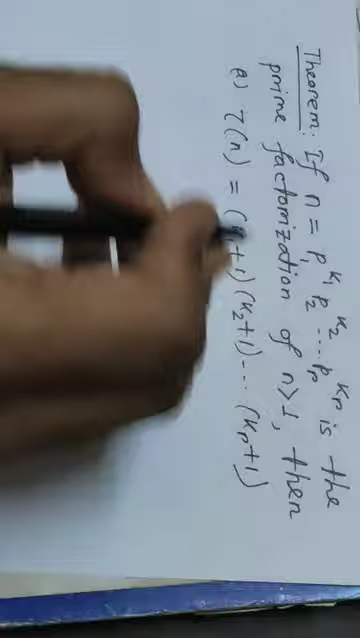 Theorem: If n = p₁^k₁ p₂^k₂ ... pᵣ^kᵣ is the
prime factorization of n>1, then
a) τ(n) = (k₁+1)(k₂+1)...(kᵣ+1)